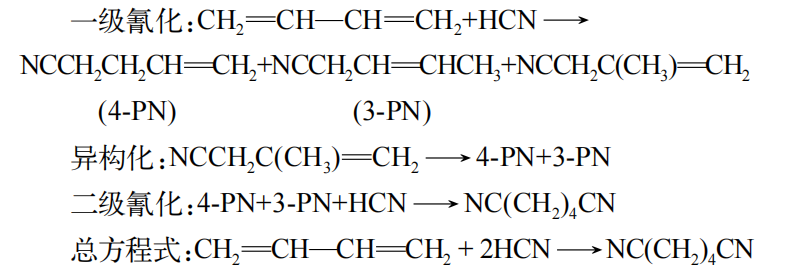 一级氰化:CH₂=CH—CH=CH₂+HCN⟶
NCCH₂CH₂CH=CH₂+NCCH₂CH=CHCH₃+NCCH₂C(CH₃)=CH₂
(4-PN) (3-PN)
异构化:NCCH₂C(CH₃)=CH₂⟶4-PN+3-PN
二级氰化:4-PN+3-PN+HCN⟶NC(CH₂)₄CN
总方程式:CH₂=CH—CH=CH₂ + 2HCN⟶NC(CH₂)₄CN